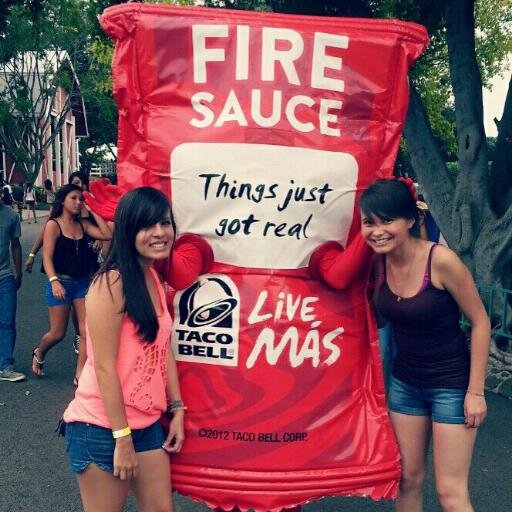 FIRE
SAUCE
Things just
got real
TACO
BELL
LIVE
MÁS
©2012 TACO BELL CORP.